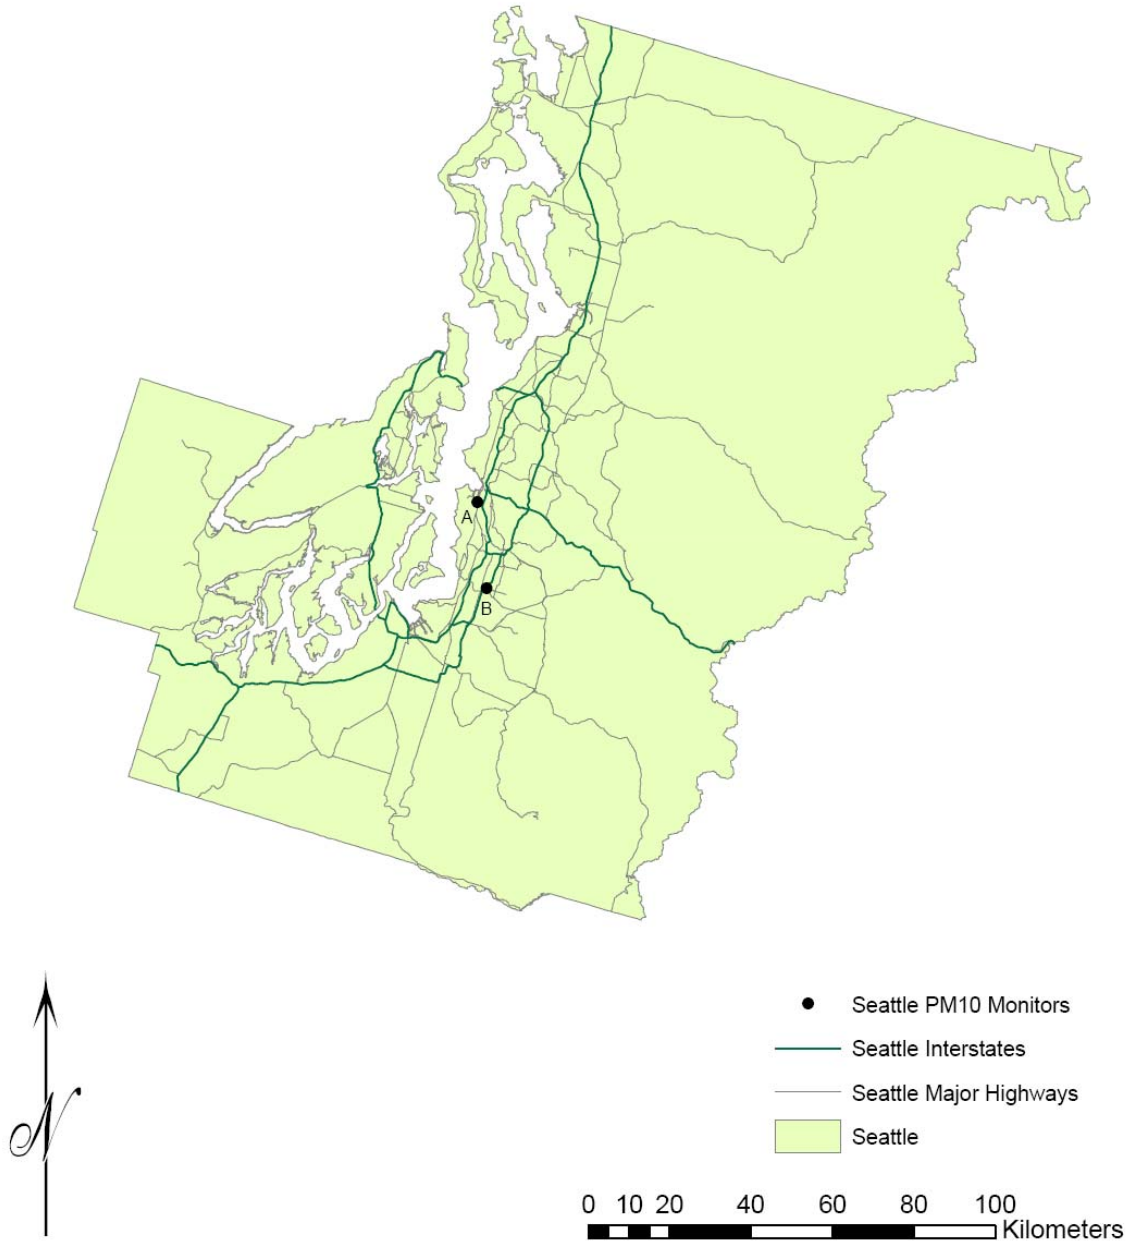 A
B
N
Seattle PM10 Monitors
Seattle Interstates
Seattle Major Highways
Seattle
0 10 20 40 60 80 100
Kilometers